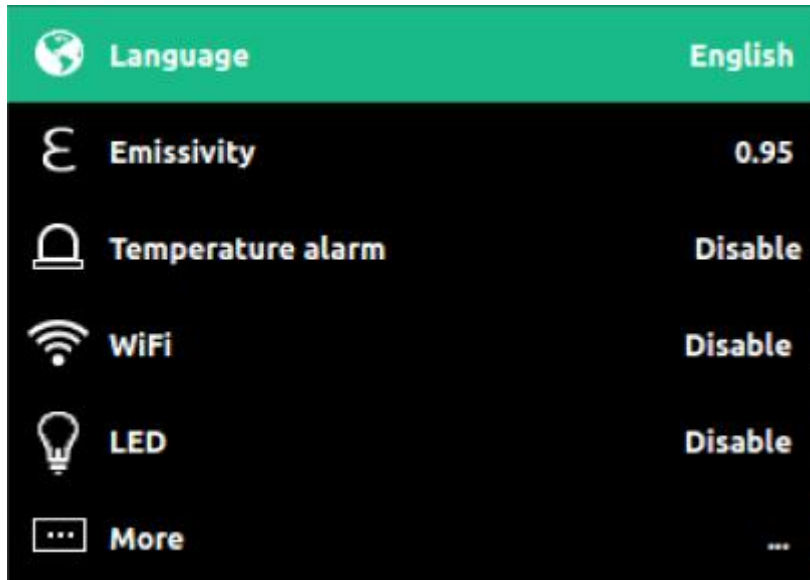 Language English
Emissivity 0.95
Temperature alarm Disable
WiFi Disable
LED Disable
More ...